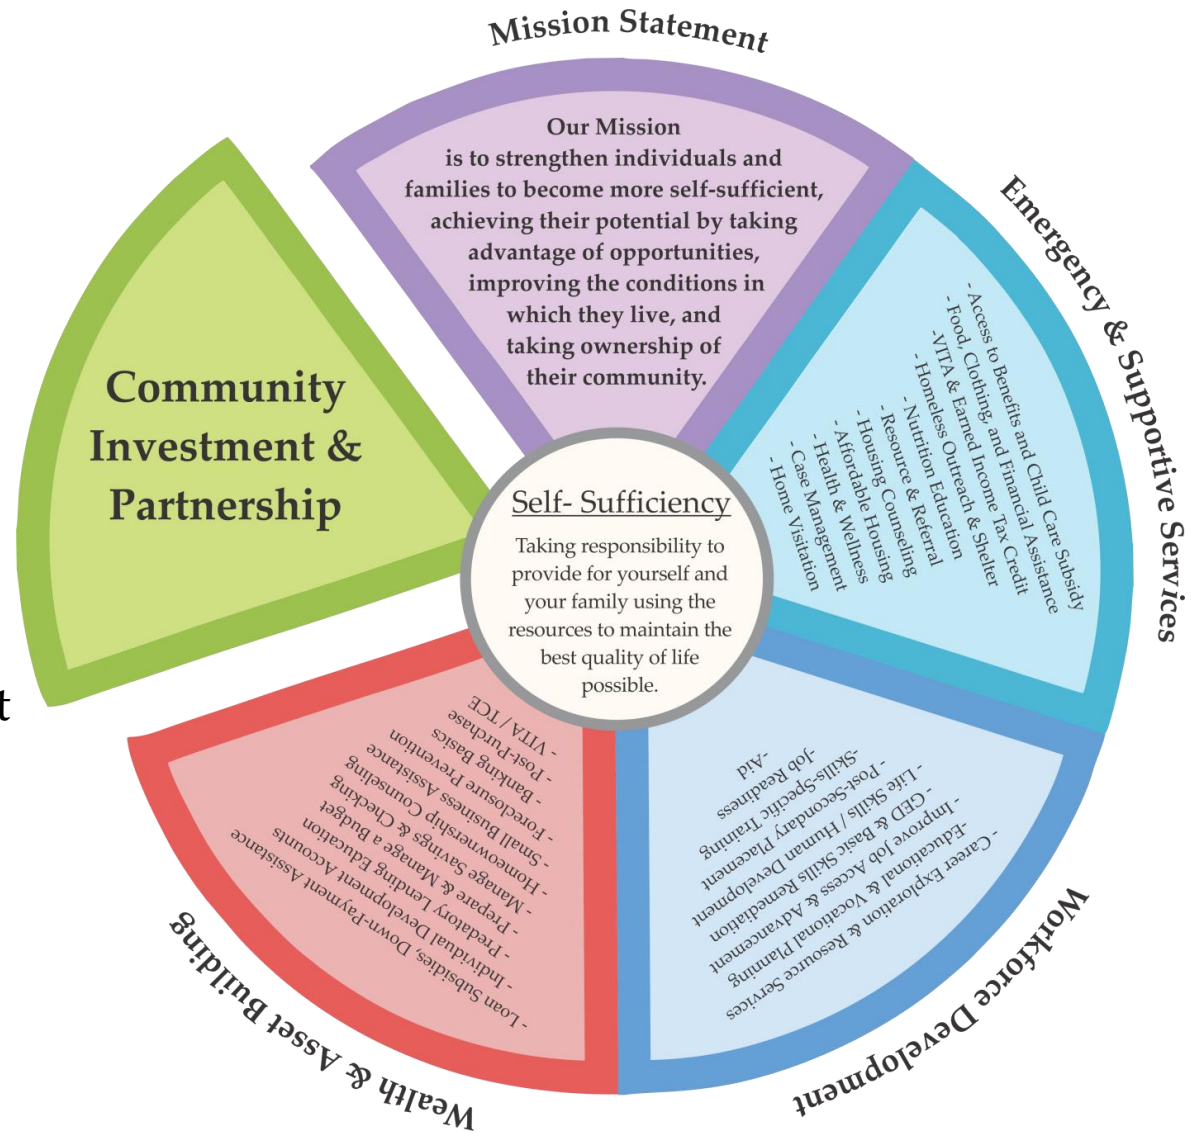 Mission Statement
Our Mission
is to strengthen individuals and
families to become more self-sufficient,
achieving their potential by taking
advantage of opportunities,
improving the conditions in
which they live, and
taking ownership of
their community.
Emergency & Supportive Services
- Access to Benefits and Child Care Subsidy
- Food, Clothing, and Financial Assistance
-VITA & Earned Income Tax Credit
- Homeless Outreach & Shelter
- Nutrition Education
- Resource & Referral
- Housing Counseling
- Affordable Housing
- Health & Wellness
- Case Management
- Home Visitation
Workforce Development
- Career Exploration & Resource Services
-Educational & Vocational Planning
- Improve Job Access & Advancement
- GED & Basic Skills Remediation
- Life Skills / Human Development
- Post-Secondary Placement
-Skills-Specific Training
-Job Readiness
-Aid
Wealth & Asset Building
- Loan Subsidies, Down-Payment Assistance
- Individual Development Accounts
- Predatory Lending Education
- Prepare & Manage a Budget
- Manage Savings & Checking
- Homeownership Counseling
- Small Business Assistance
- Foreclosure Prevention
- Banking Basics
- Post-Purchase
- VITA / TCE
Community
Investment &
Partnership
Self- Sufficiency
Taking responsibility to
provide for yourself and
your family using the
resources to maintain the
best quality of life
possible.
t